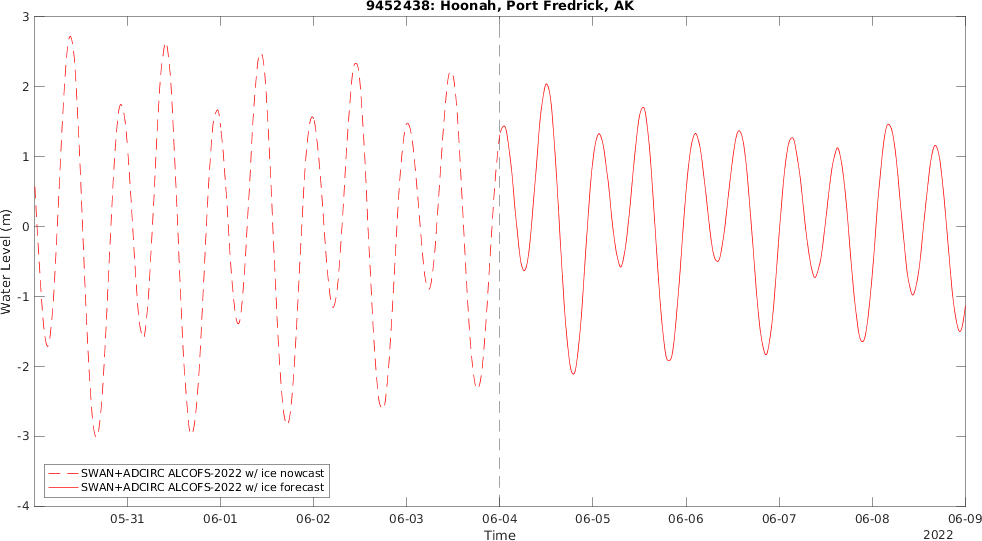 9452438: Hoonah, Port Fredrick, AK
Water Level (m)
3
2
1
0
-1
-2
-3
-4
SWAN+ADCIRC ALCOFS-2022 w/ ice nowcast
SWAN+ADCIRC ALCOFS-2022 w/ ice forecast
05-31 06-01 06-02 06-03 06-04 06-05 06-06 06-07 06-08 06-09
Time
2022